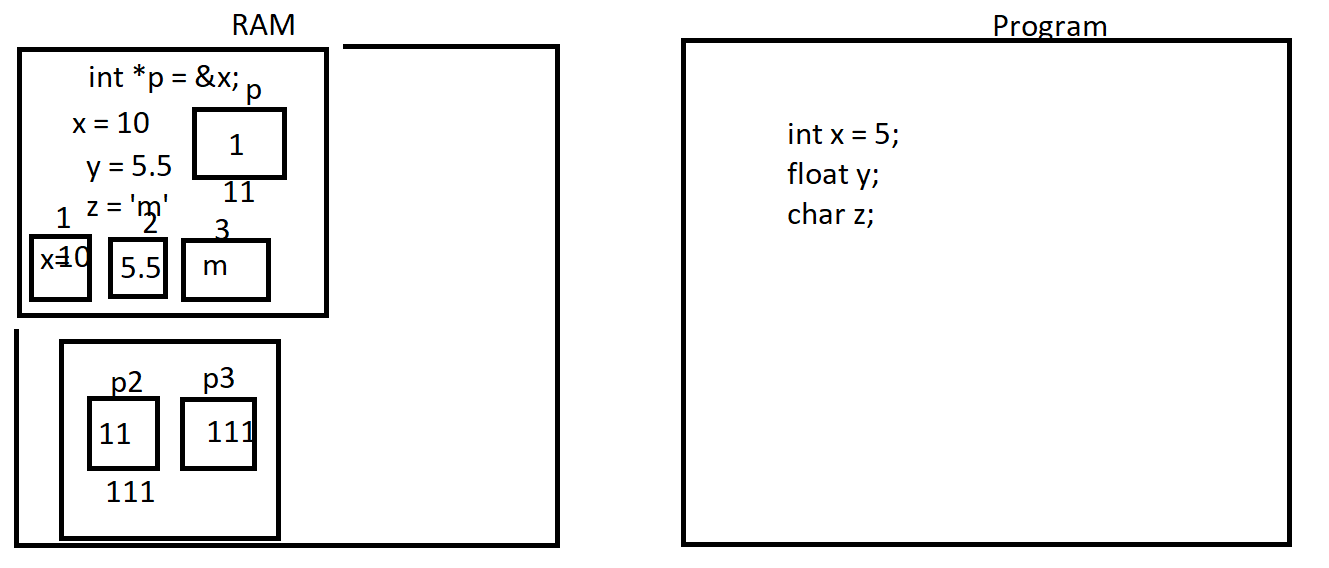 RAM
int *p = &x;
p
x = 10
1
y = 5.5
11
z = 'm'
1
2
3
x=
10
5.5
m
p2
p3
11
111
111
Program
int x = 5;
float y;
char z;